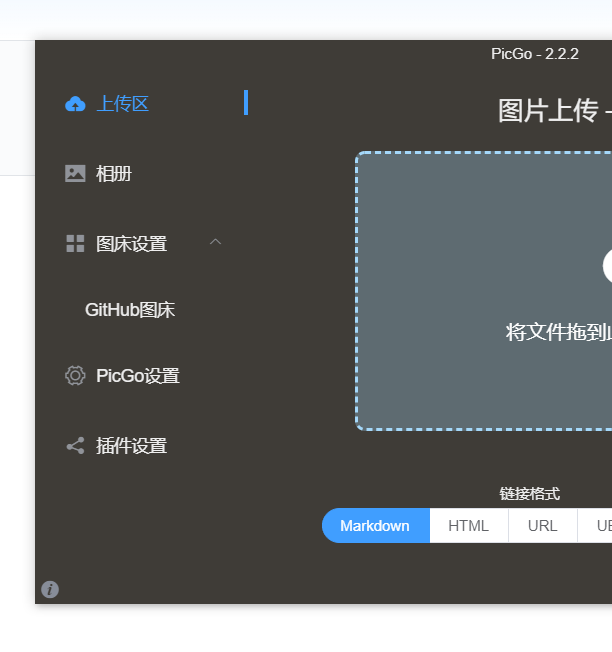 PicGo - 2.2.2
上传区
图片上传 -
相册
图床设置
GitHub图床
将文件拖到
PicGo设置
插件设置
链接格式
Markdown HTML URL